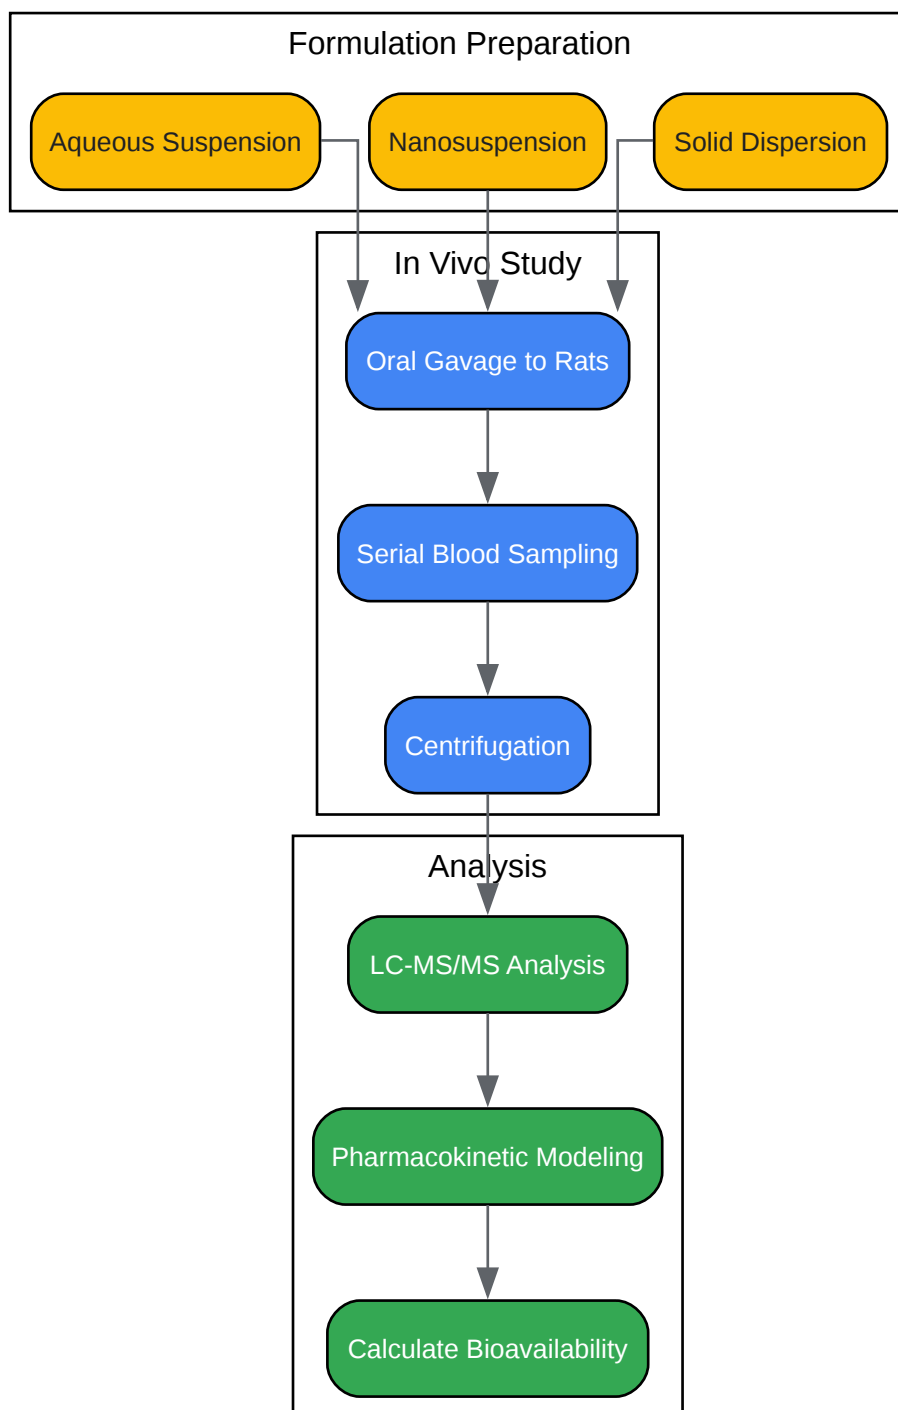 Formulation Preparation
Aqueous Suspension
Nanosuspension
Solid Dispersion
In Vivo Study
Oral Gavage to Rats
Serial Blood Sampling
Centrifugation
Analysis
LC-MS/MS Analysis
Pharmacokinetic Modeling
Calculate Bioavailability